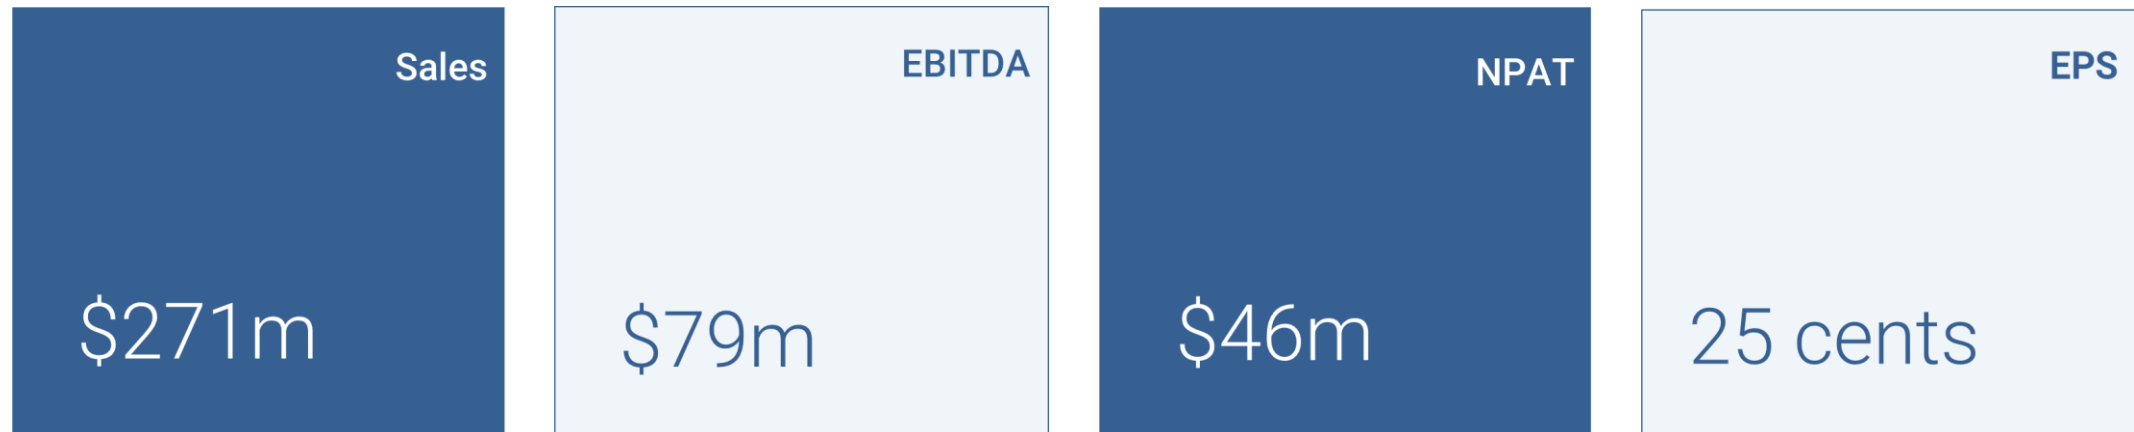 Sales
$271m
EBITDA
$79m
NPAT
$46m
EPS
25 cents